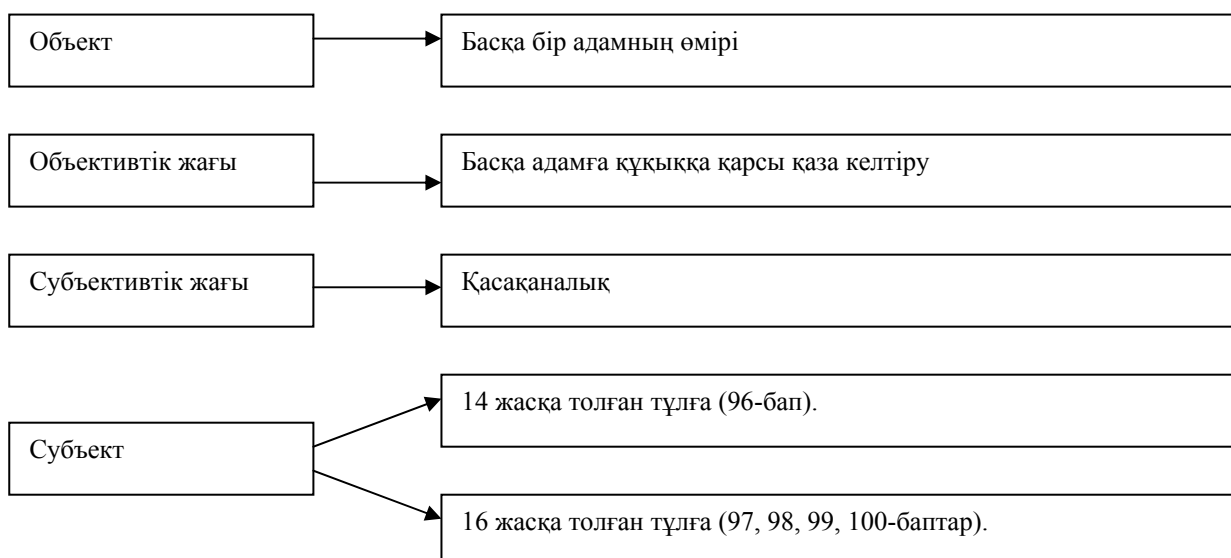 Объект
Басқа бір адамның өмірі
Объективтік жағы
Басқа адамға құқыққа қарсы қаза келтіру
Субъективтік жағы
Қасақаналық
Субъект
14 жасқа толған тұлға (96-бап).
16 жасқа толған тұлға (97, 98, 99, 100-баптар).